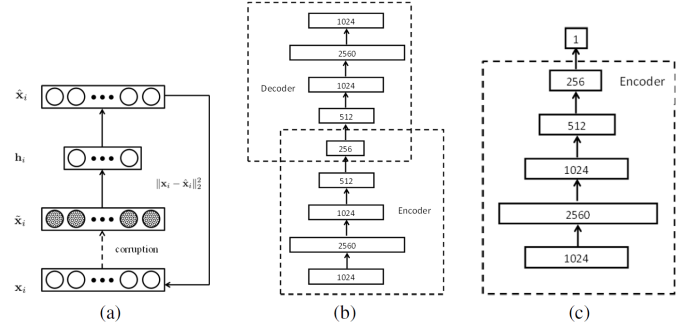 x̂ᵢ
hᵢ
x̃ᵢ
xᵢ
‖xᵢ − x̂ᵢ‖₂²
corruption
(a)
1024
2560
1024
Decoder
512
256
512
1024
Encoder
2560
1024
(b)
1
256
Encoder
512
1024
2560
1024
(c)